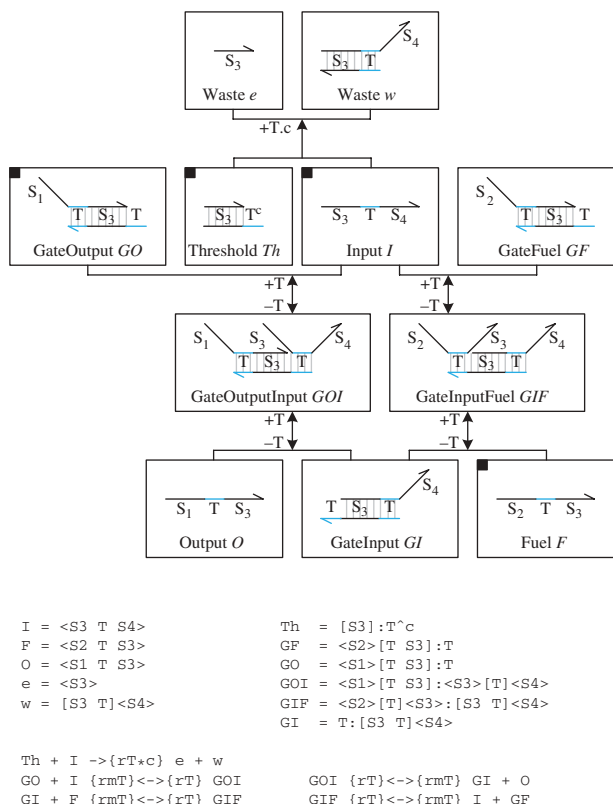 S3
Waste e
S4
S3 T
Waste w
+T.c
S1
T S3 T
GateOutput GO
S3 Tc
Threshold Th
S3 T S4
Input I
S2
T S3 T
GateFuel GF
+T
–T
+T
–T
S1 S3 S4
T S3 T
GateOutputInput GOI
S2 S3 S4
T S3 T
GateInputFuel GIF
+T
–T
+T
–T
S1 T S3
Output O
S4
T S3 T
GateInput GI
S2 T S3
Fuel F
I = <S3 T S4>
F = <S2 T S3>
O = <S1 T S3>
e = <S3>
w = [S3 T]<S4>
Th = [S3]:T^c
GF = <S2>[T S3]:T
GO = <S1>[T S3]:T
GOI = <S1>[T S3]:<S3>[T]<S4>
GIF = <S2>[T]<S3>:[S3 T]<S4>
GI = T:[S3 T]<S4>
Th + I ->{rT*c} e + w
GO + I {rmT}<->{rT} GOI
GI + F {rmT}<->{rT} GIF
GOI {rT}<->{rmT} GI + O
GIF {rT}<->{rmT} I + GF